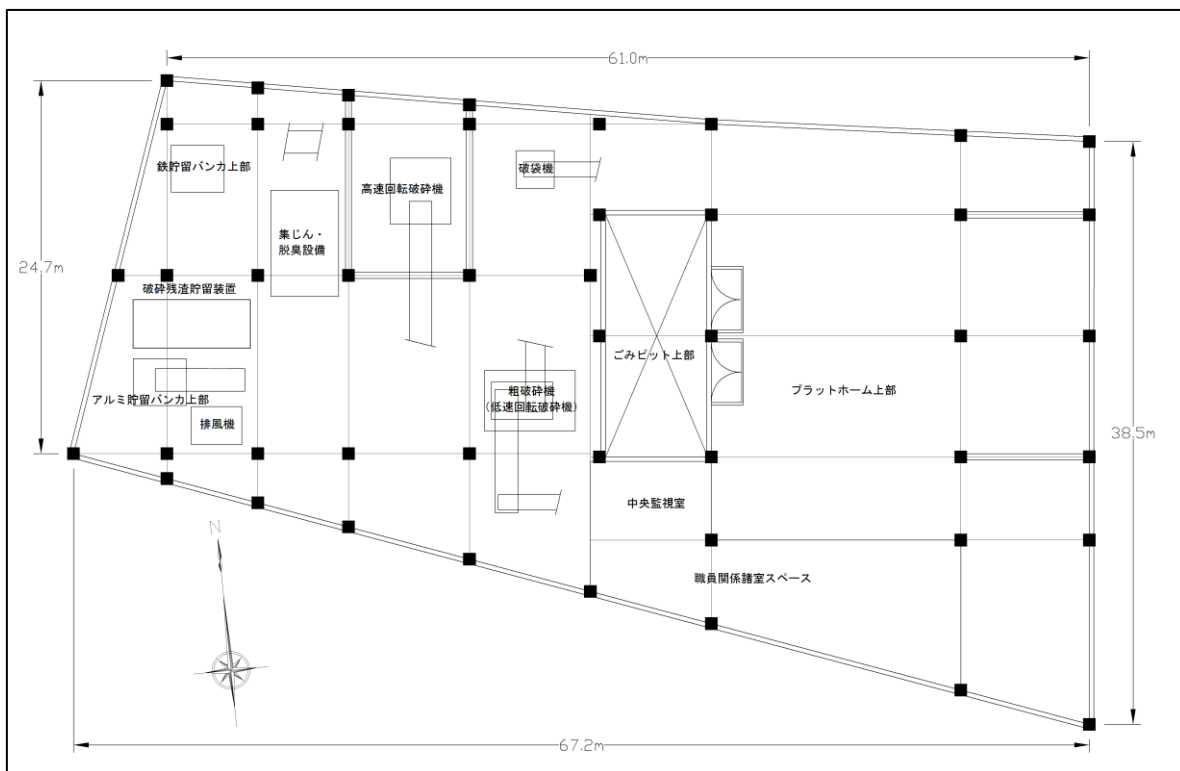 61.0m
鉄貯留バンカ上部
高速回転破砕機
破袋機
集じん・
脱臭設備
24.7m
破砕残渣貯留装置
ごみピット上部
粗破砕機
(低速回転破砕機)
プラットホーム上部
アルミ貯留バンカ上部
排風機
38.5m
中央監視室
職員関係諸室スペース
N
67.2m